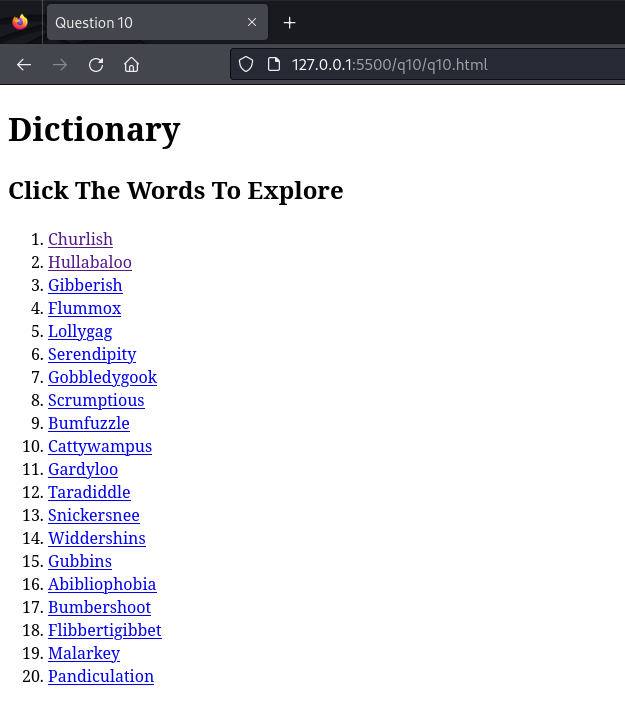 Question 10
127.0.0.1:5500/q10/q10.html
Dictionary
Click The Words To Explore
1. Churlish
2. Hullabaloo
3. Gibberish
4. Flummox
5. Lollygag
6. Serendipity
7. Gobbledygook
8. Scrumptious
9. Bumfuzzle
10. Cattywampus
11. Gardyloo
12. Taradiddle
13. Snickersnee
14. Widdershins
15. Gubbins
16. Abibliophobia
17. Bumbershoot
18. Flibbertigibbet
19. Malarkey
20. Pandiculation